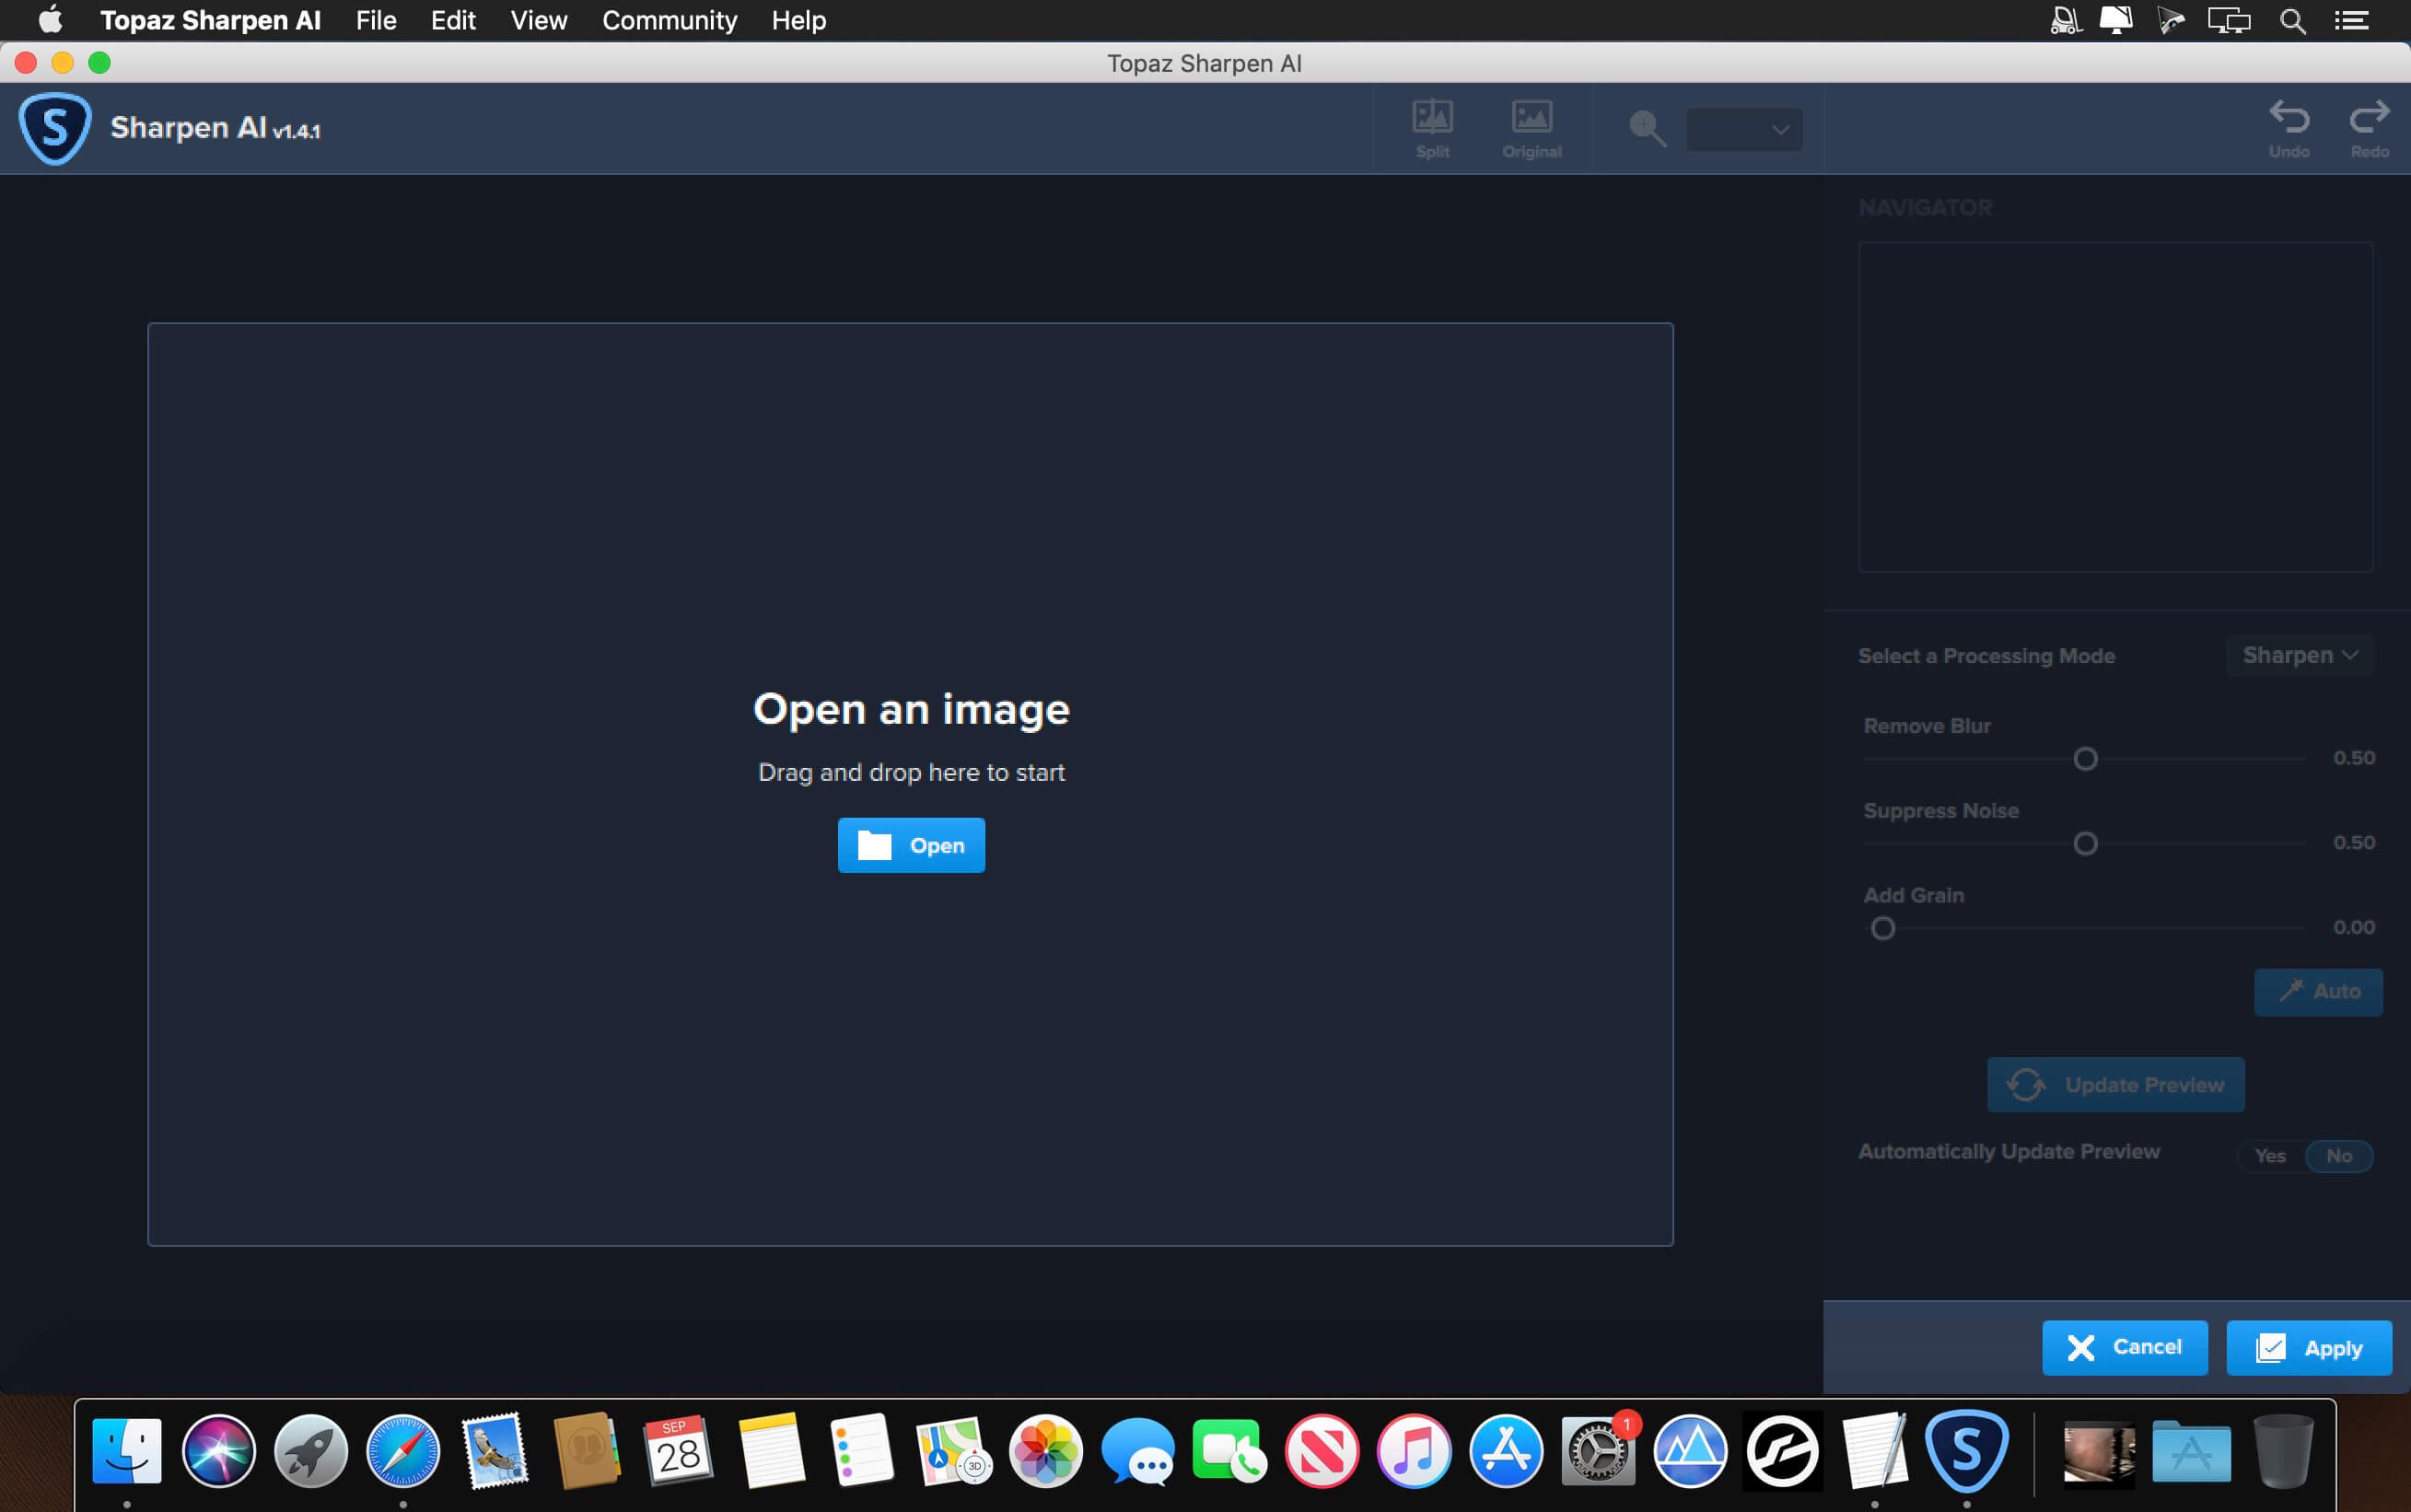 Topaz Sharpen AI File Edit View Community Help
Topaz Sharpen AI
S Sharpen AI v1.4.1
Split Original
Undo Redo
NAVIGATOR
Open an image
Drag and drop here to start
Open
Select a Processing Mode Sharpen
Remove Blur
0.50
Suppress Noise
0.50
Add Grain
0.00
Auto
Update Preview
Automatically Update Preview Yes No
Cancel Apply
SEP
28
3D
1
S